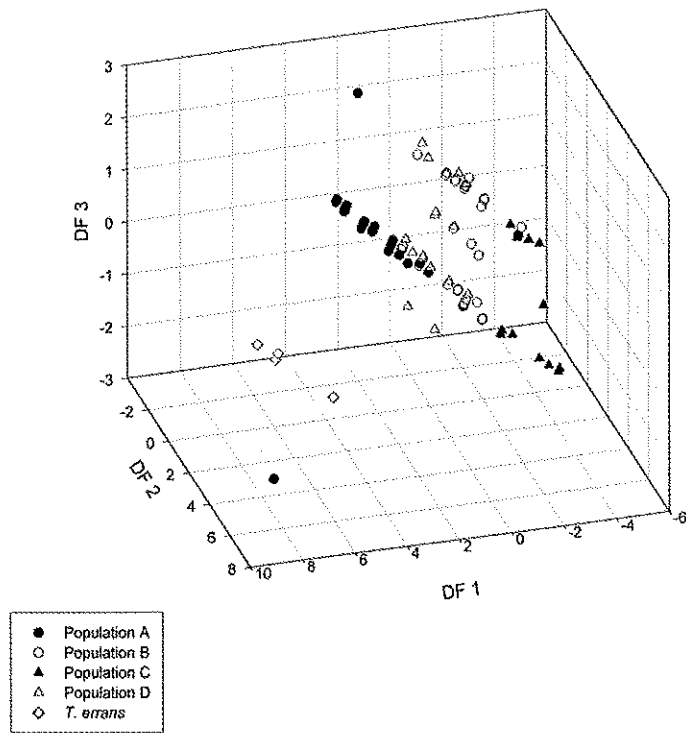 3
2
1
0
-1
-2
-3
DF 3
-2
0
2
4
6
8
DF 2
10
8
6
4
2
0
-2
-4
-6
DF 1
Population A
Population B
Population C
Population D
T. errans